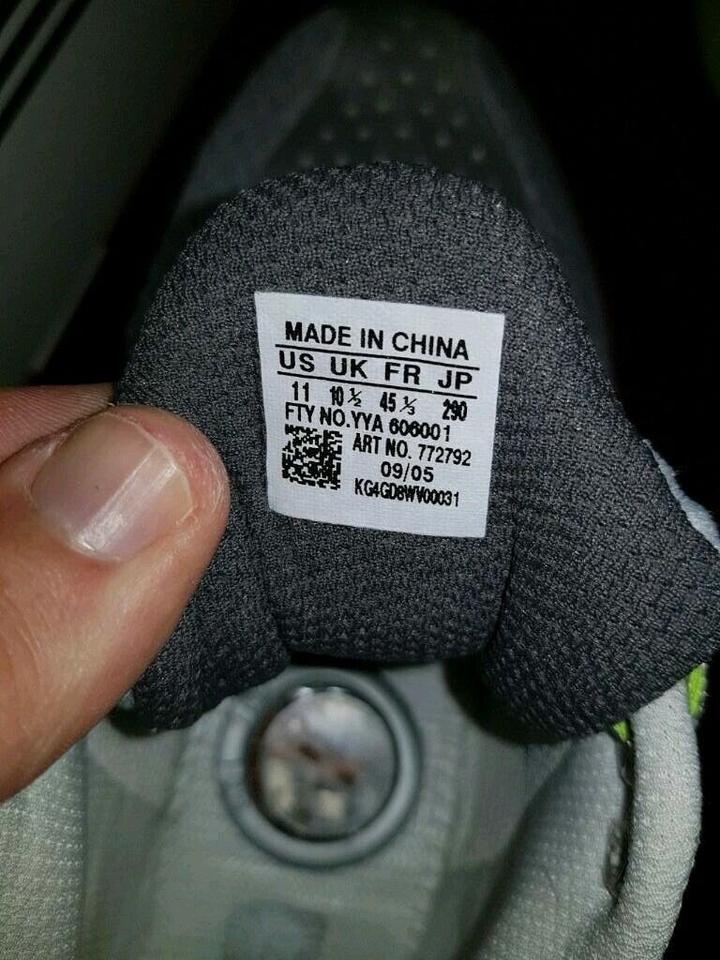 MADE IN CHINA
US UK FR JP
11 10½ 45⅓ 290
FTY NO.YYA 606001
ART NO. 772792
09/05
KG4GD8WV00031